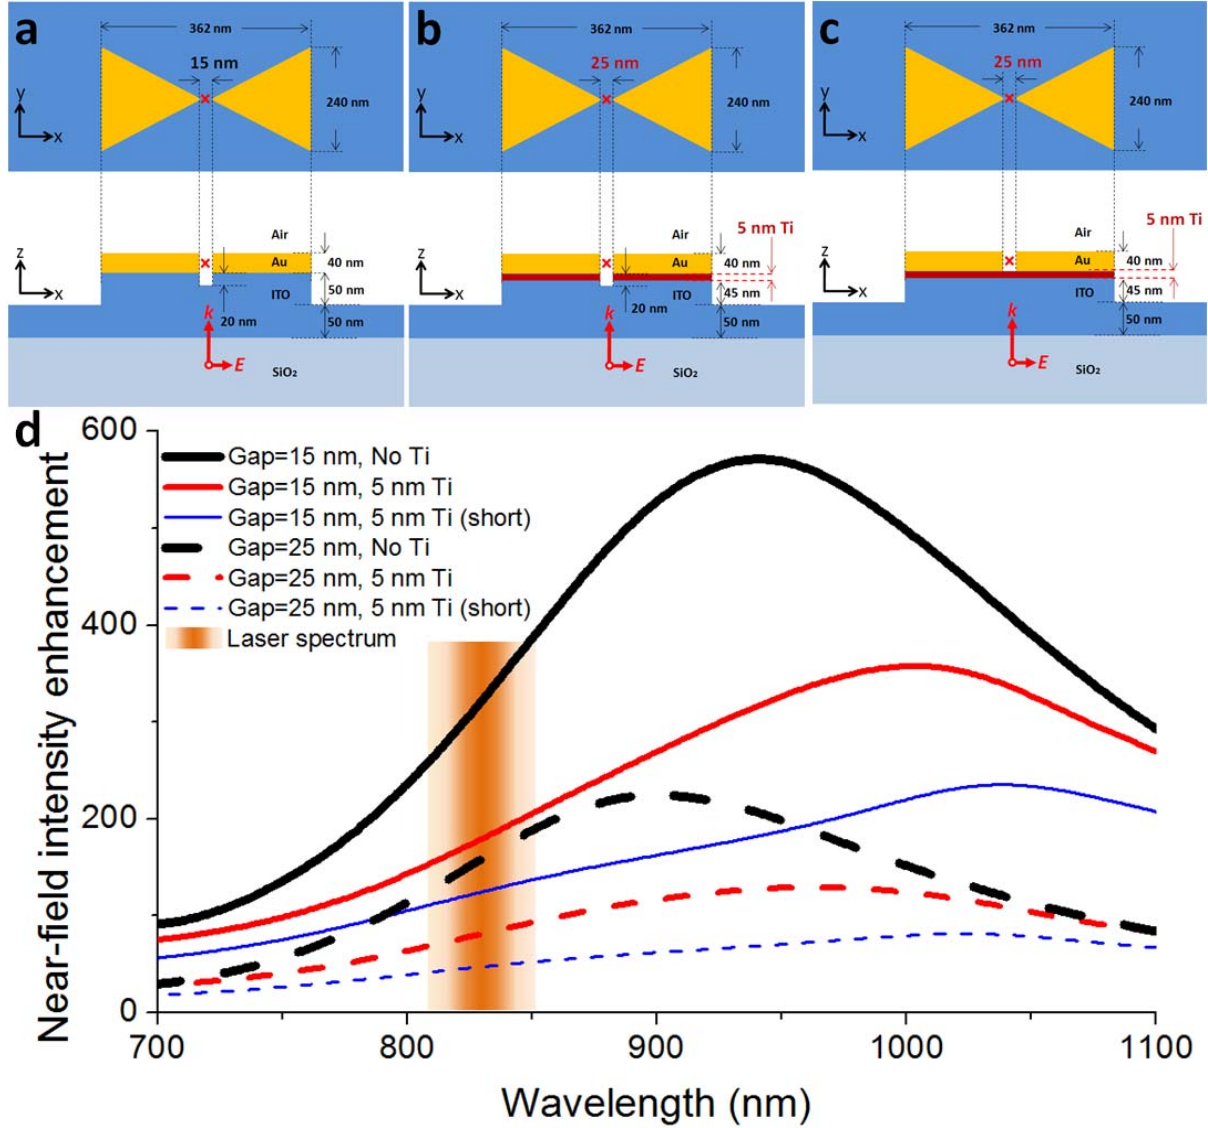 a
362 nm
15 nm
240 nm
y
x
z
x
Air
Au
40 nm
ITO
50 nm
20 nm
50 nm
k
E
SiO₂
b
362 nm
25 nm
240 nm
y
x
5 nm Ti
z
x
Air
Au
40 nm
ITO
45 nm
20 nm
50 nm
k
E
SiO₂
c
362 nm
25 nm
240 nm
y
x
5 nm Ti
z
x
Air
Au
40 nm
ITO
45 nm
50 nm
k
E
SiO₂
d
Near-field intensity enhancement
600
400
200
0
Gap=15 nm, No Ti
Gap=15 nm, 5 nm Ti
Gap=15 nm, 5 nm Ti (short)
Gap=25 nm, No Ti
Gap=25 nm, 5 nm Ti
Gap=25 nm, 5 nm Ti (short)
Laser spectrum
700 800 900 1000 1100
Wavelength (nm)